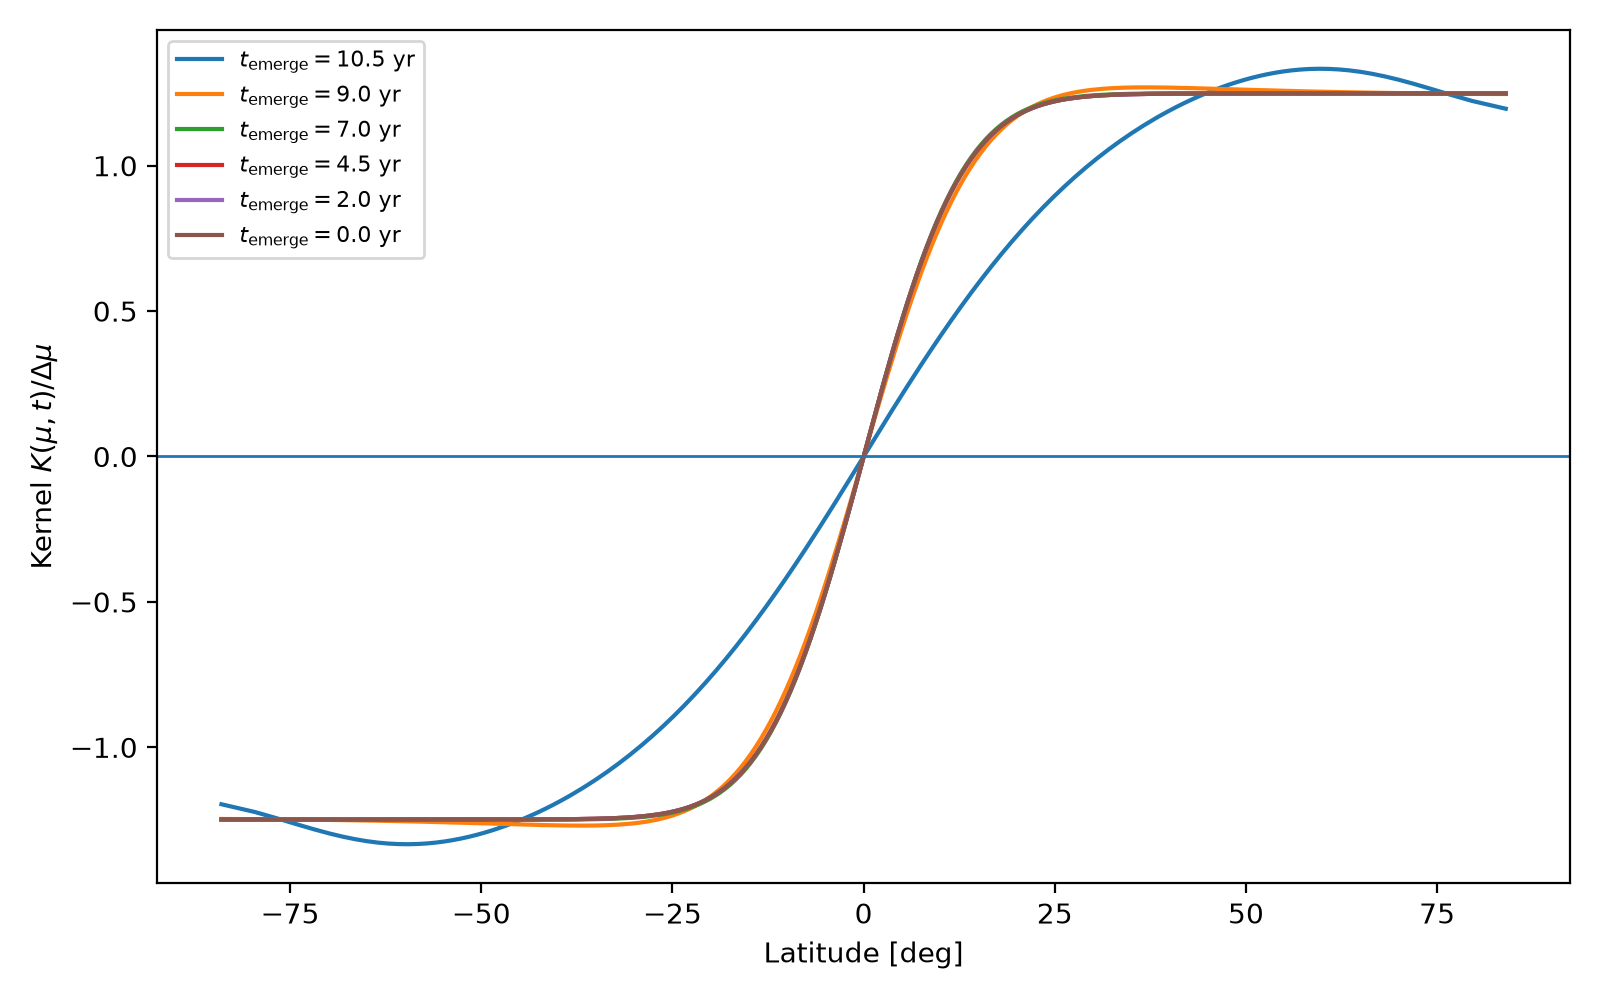 t_emerge = 10.5 yr
t_emerge = 9.0 yr
t_emerge = 7.0 yr
t_emerge = 4.5 yr
t_emerge = 2.0 yr
t_emerge = 0.0 yr
Kernel K(μ, t)/Δμ
1.0
0.5
0.0
−0.5
−1.0
−75 −50 −25 0 25 50 75
Latitude [deg]